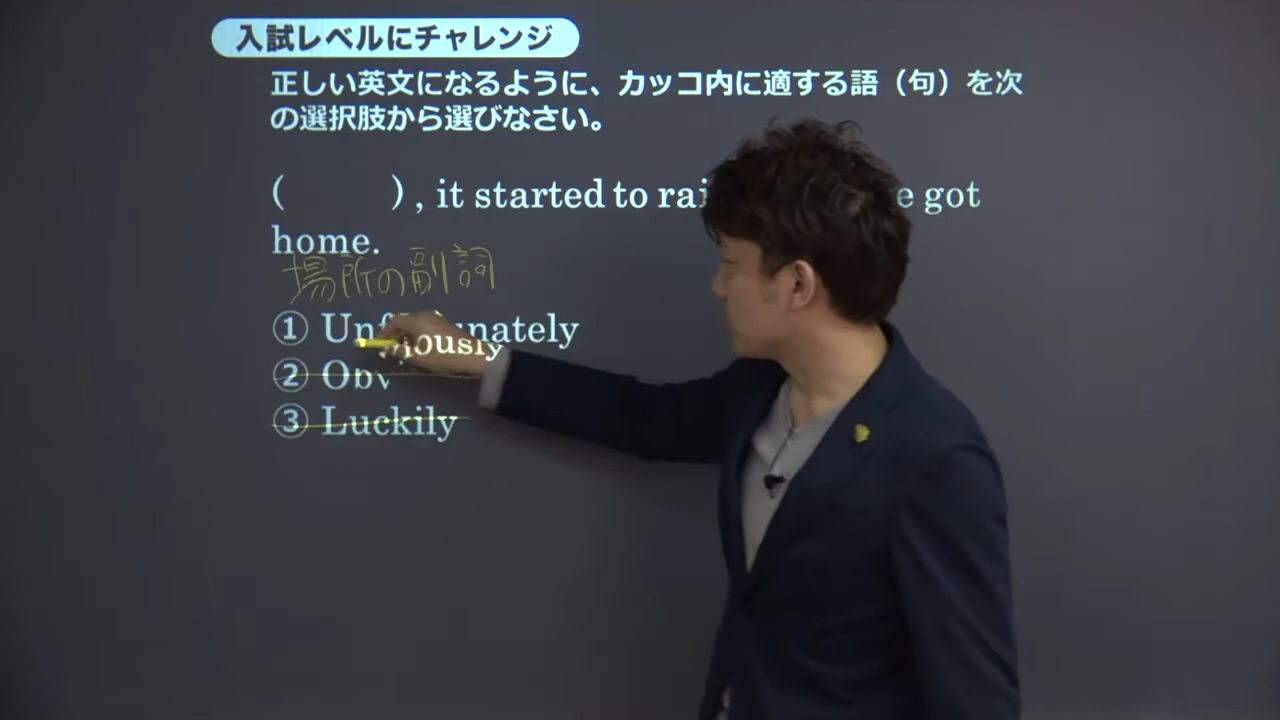 入試レベルにチャレンジ
正しい英文になるように、カッコ内に適する語（句）を次
の選択肢から選びなさい。
( ), it started to rai e got
home.
場所の副詞
① Unf unately
② Obviously
③ Luckily